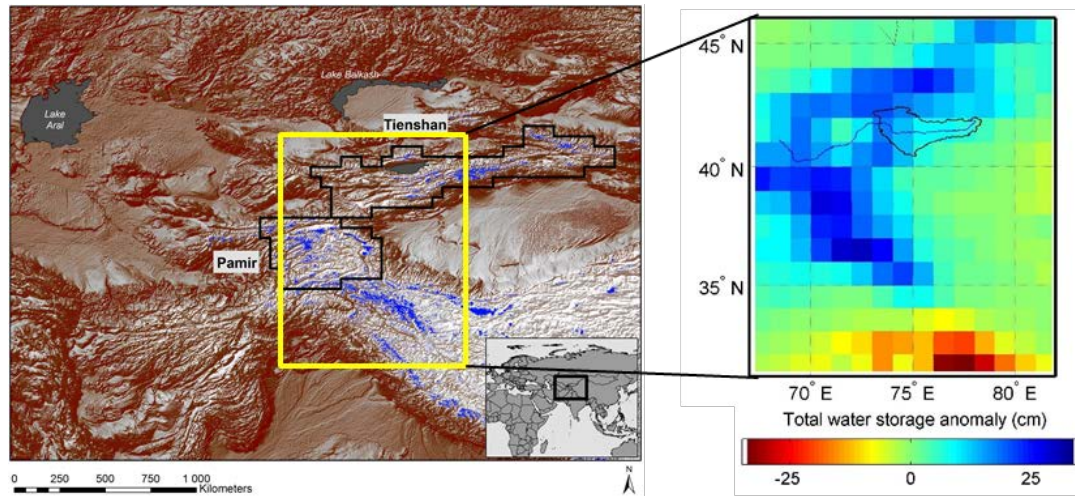 Lake Balkash
Lake
Aral
Tienshan
Pamir
0 250 500 750 1 000
Kilometers
N
45° N
40° N
35° N
70° E 75° E 80° E
Total water storage anomaly (cm)
-25 0 25